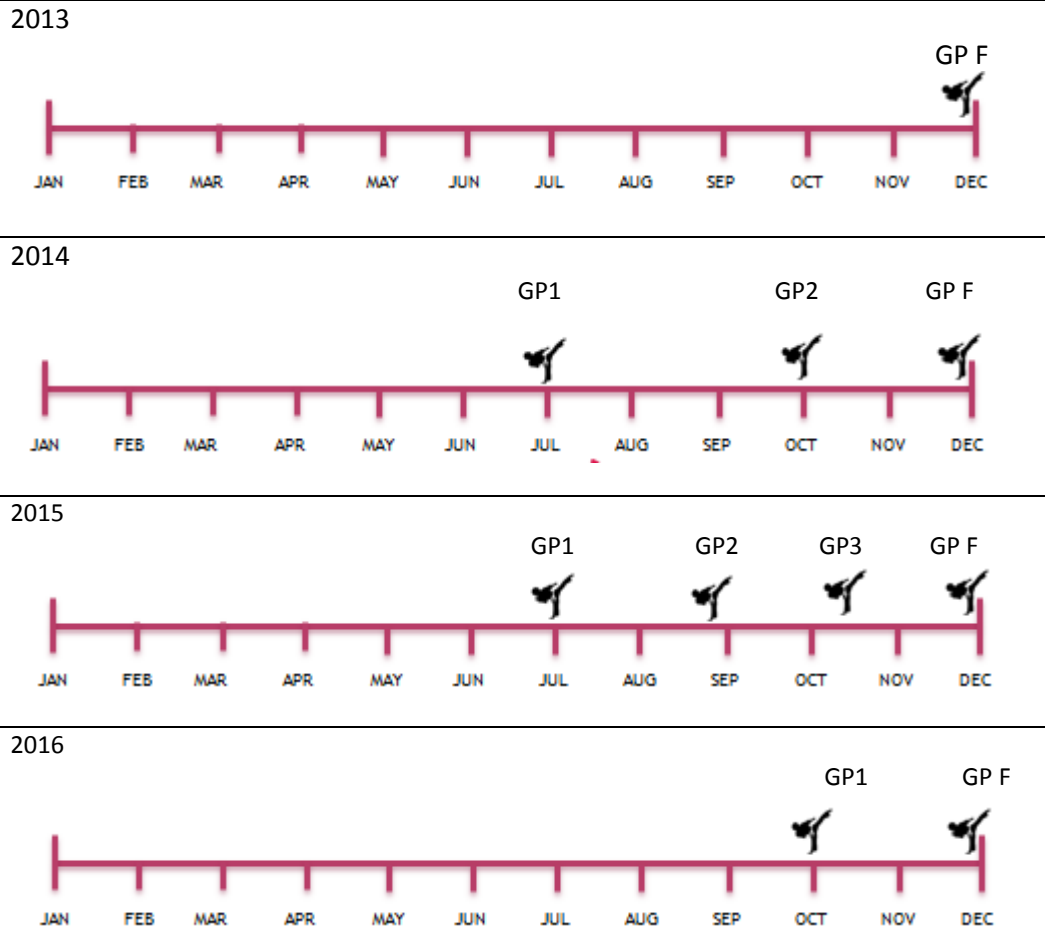 2013
GP F
JAN FEB MAR APR MAY JUN JUL AUG SEP OCT NOV DEC
2014
GP1 GP2 GP F
JAN FEB MAR APR MAY JUN JUL AUG SEP OCT NOV DEC
2015
GP1 GP2 GP3 GP F
JAN FEB MAR APR MAY JUN JUL AUG SEP OCT NOV DEC
2016
GP1 GP F
JAN FEB MAR APR MAY JUN JUL AUG SEP OCT NOV DEC